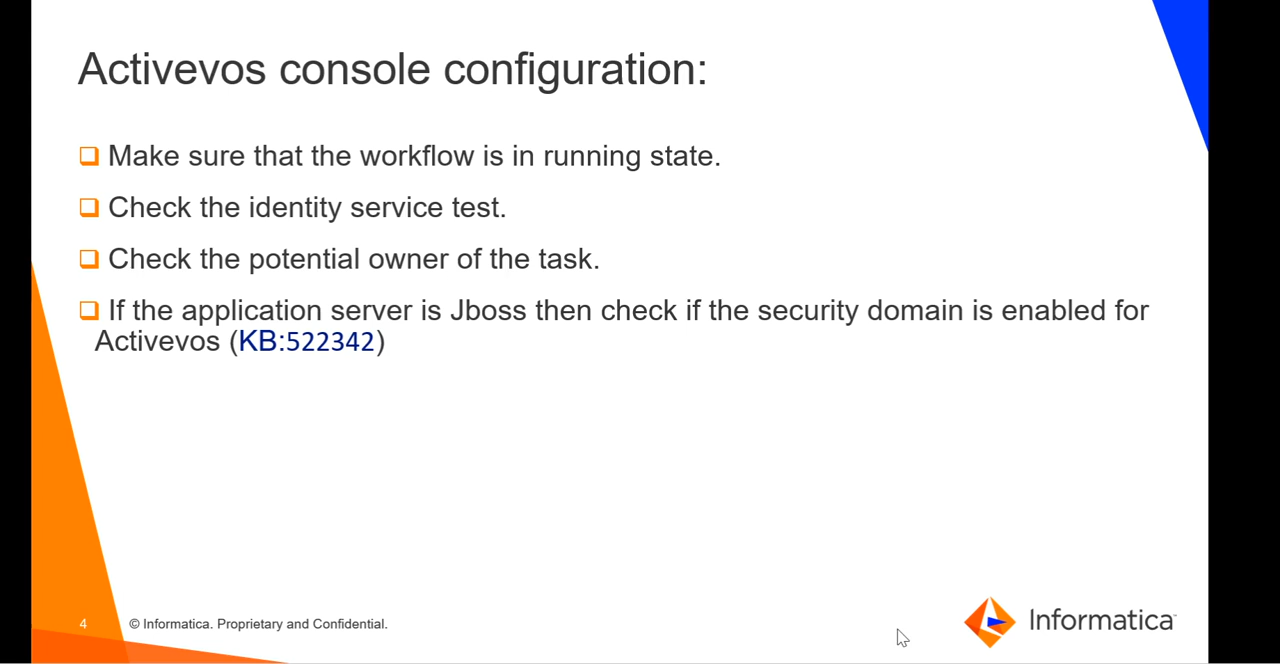 Activevos console configuration:
Make sure that the workflow is in running state.
Check the identity service test.
Check the potential owner of the task.
If the application server is Jboss then check if the security domain is enabled for
Activevos (KB:522342)
4
© Informatica. Proprietary and Confidential.
Informatica